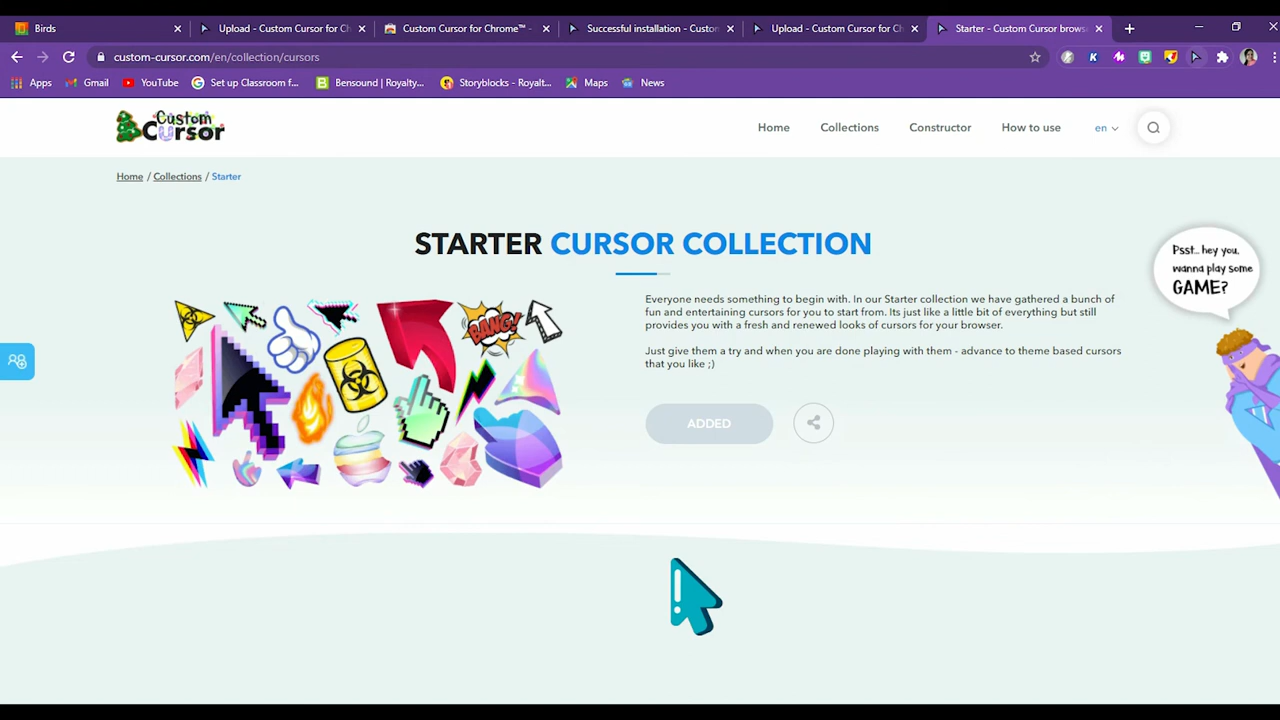 Birds
Upload - Custom Cursor for Ch
Custom Cursor for Chrome™ -
Successful installation - Custom
Upload - Custom Cursor for Ch
Starter - Custom Cursor brows
custom-cursor.com/en/collection/cursors
Apps
Gmail
YouTube
Set up Classroom f...
Bensound | Royalty...
Storyblocks - Royalt...
Maps
News
Custom
Cursor
Home
Collections
Constructor
How to use
en
Home / Collections / Starter
STARTER CURSOR COLLECTION
Psst... hey you,
wanna play some
GAME?
BANG!
Everyone needs something to begin with. In our Starter collection we have gathered a bunch of
fun and entertaining cursors for you to start from. Its just like a little bit of everything but still
provides you with a fresh and renewed looks of cursors for your browser.
Just give them a try and when you are done playing with them - advance to theme based cursors
that you like ;)
ADDED